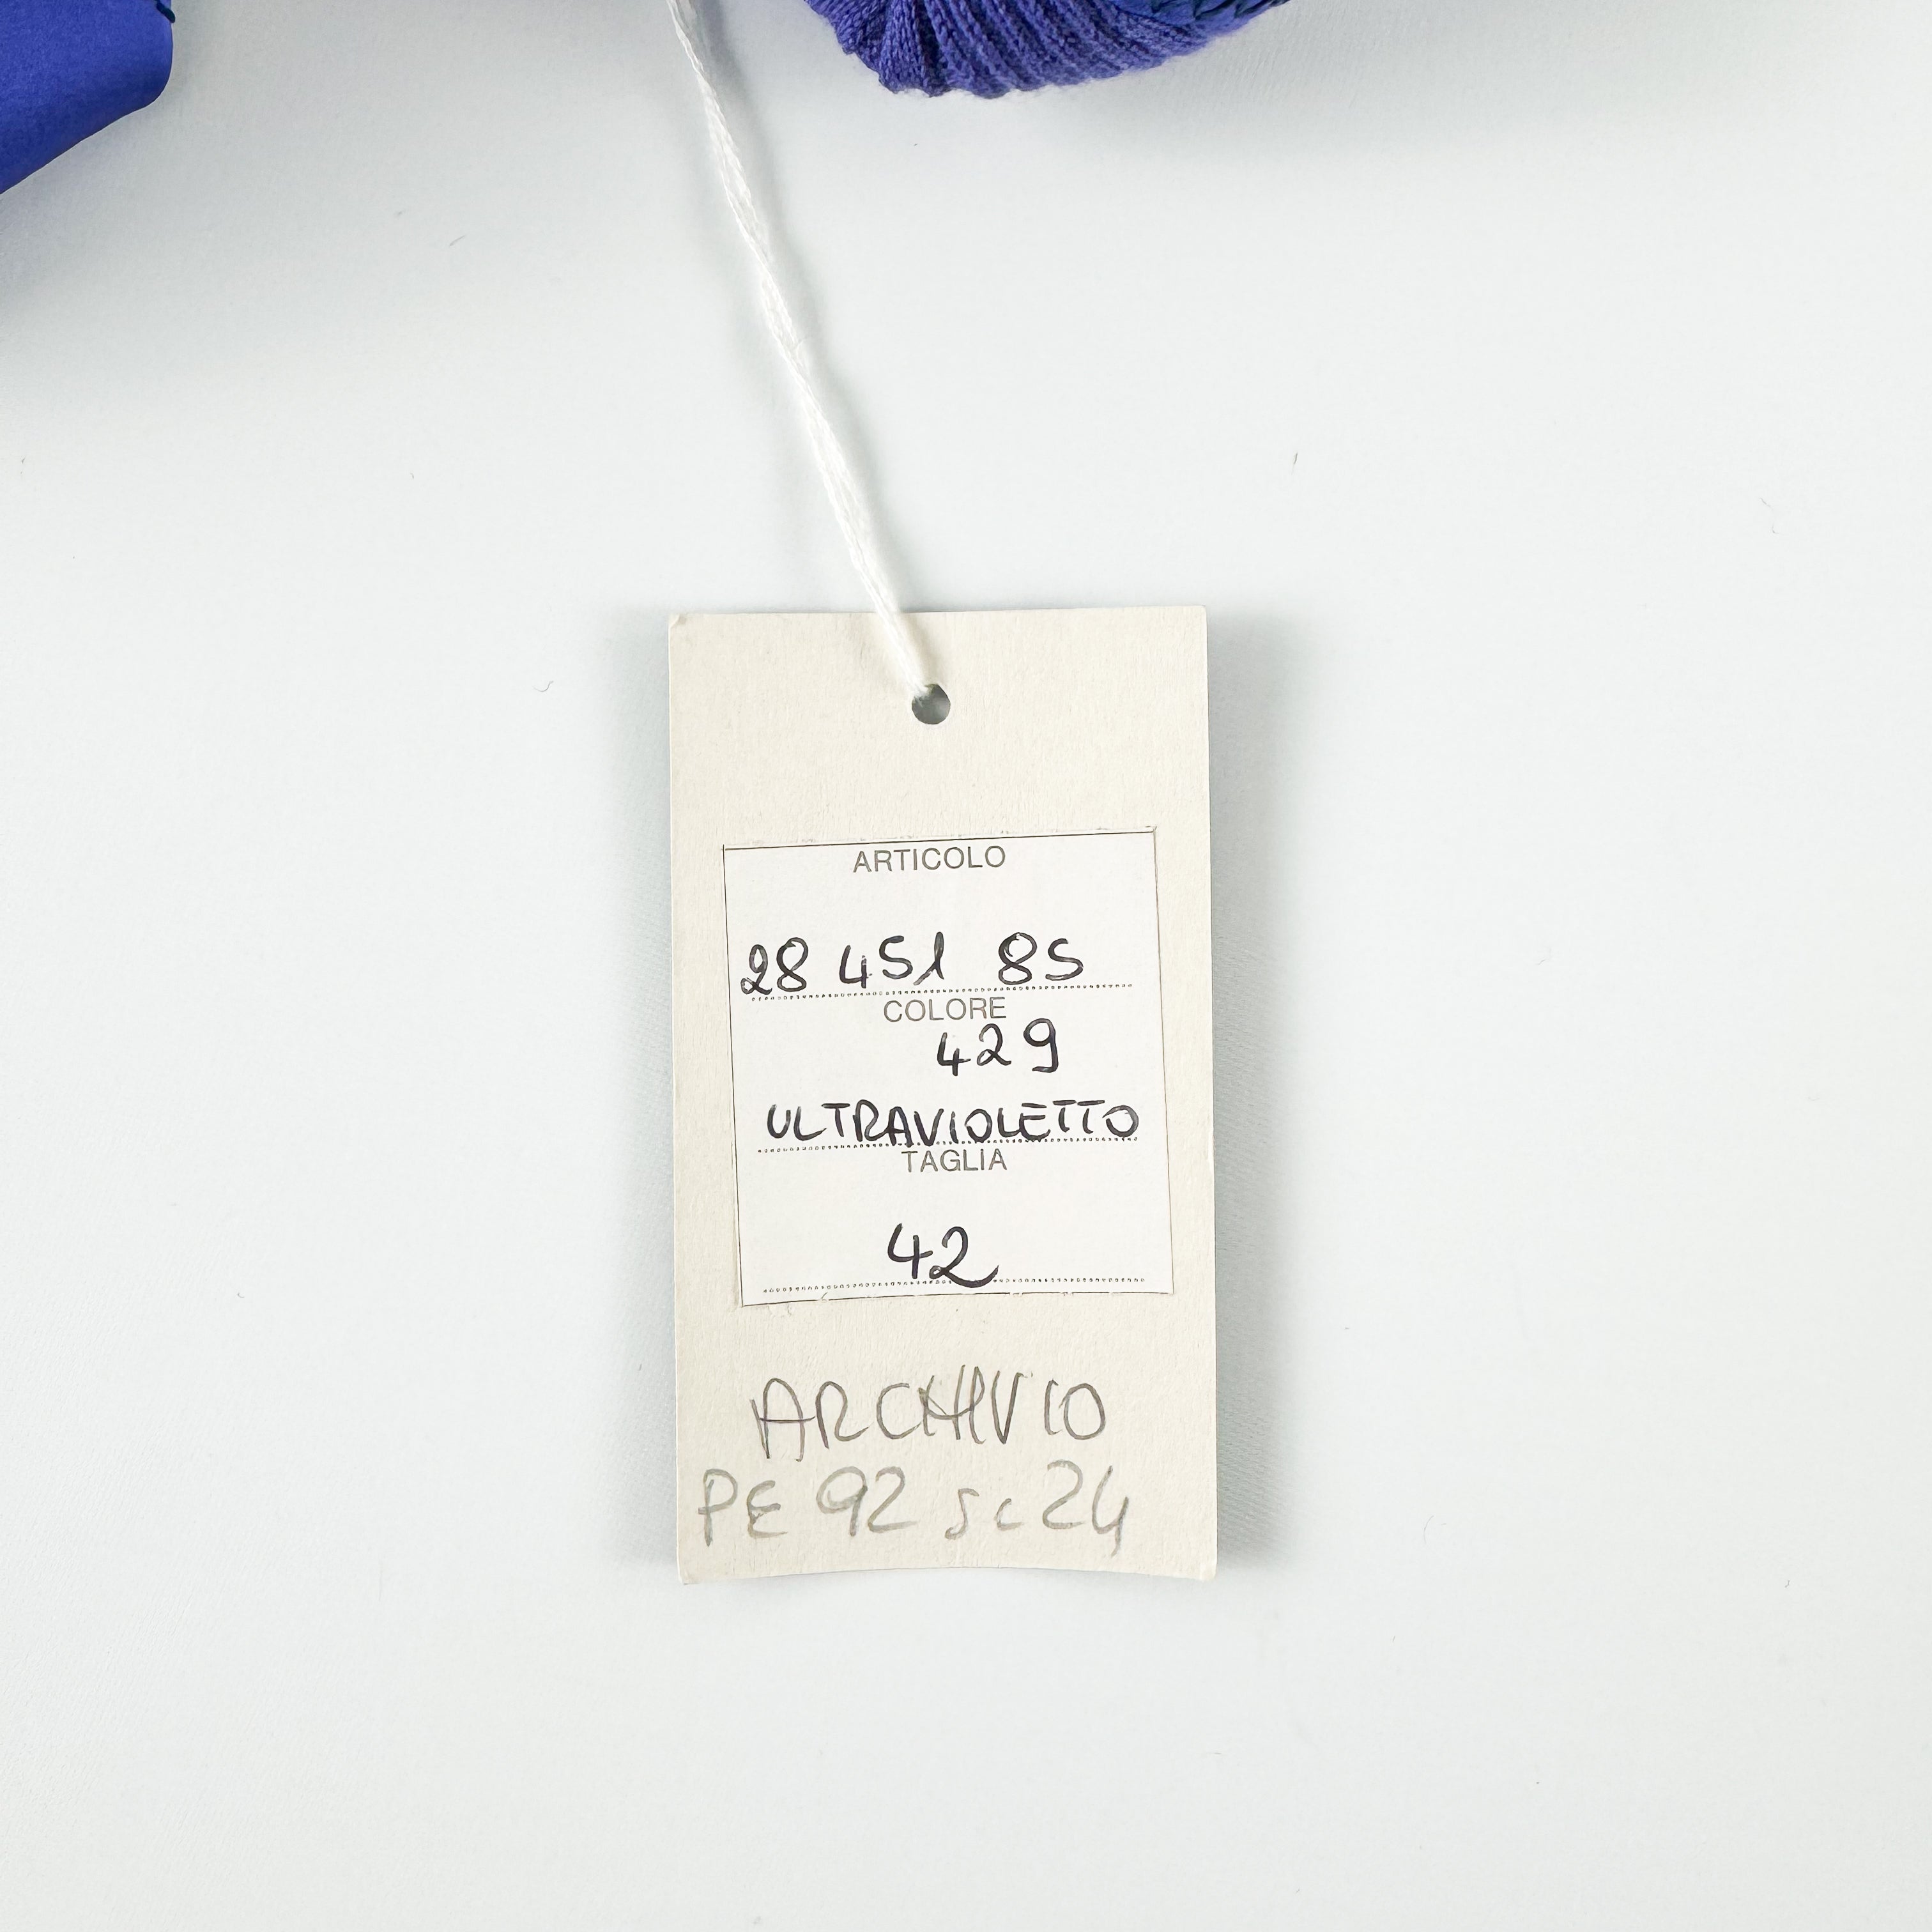 ARTICOLO
28 451 85
COLORE
429
ULTRAVIOLETTO
TAGLIA
42
ARCHIVIO
PE 92 sc 24